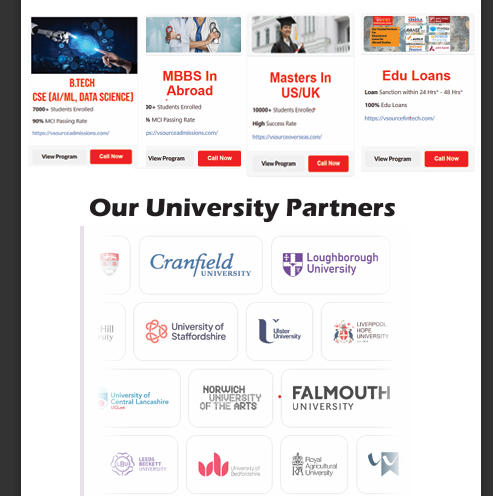 B.TECH
CSE (AI/ML, DATA SCIENCE)
7000+ Students Enrolled
90% MCI Passing Rate
https://vsourceadmissions.com/
View Program
Call Now
MBBS In
Abroad
00+ Students Enrolled
% MCI Passing Rate
ps://vsourceadmissions.com/
View Program
Call Now
Masters In
US/UK
10000+ Students Enrolled*
High Success Rate
https://vsourceoverseas.com/
View Program
Call Now
Edu Loans
Loan Sanction within 24 Hrs* - 48 Hrs*
100% Edu Loans
https://vsourcefintech.com/
View Program
Call Now
Our University Partners
Cranfield
UNIVERSITY
Loughborough
University
Hill
rsity
University of
Staffordshire
Ulster
University
LIVERPOOL
HOPE
UNIVERSITY
University of
Central Lancashire
UCLan
NORWICH
UNIVERSITY
OF THE ARTS
FALMOUTH
UNIVERSITY
LBU
LEEDS
BECKETT
UNIVERSITY
University of
Bedfordshire
Royal
Agricultural
University